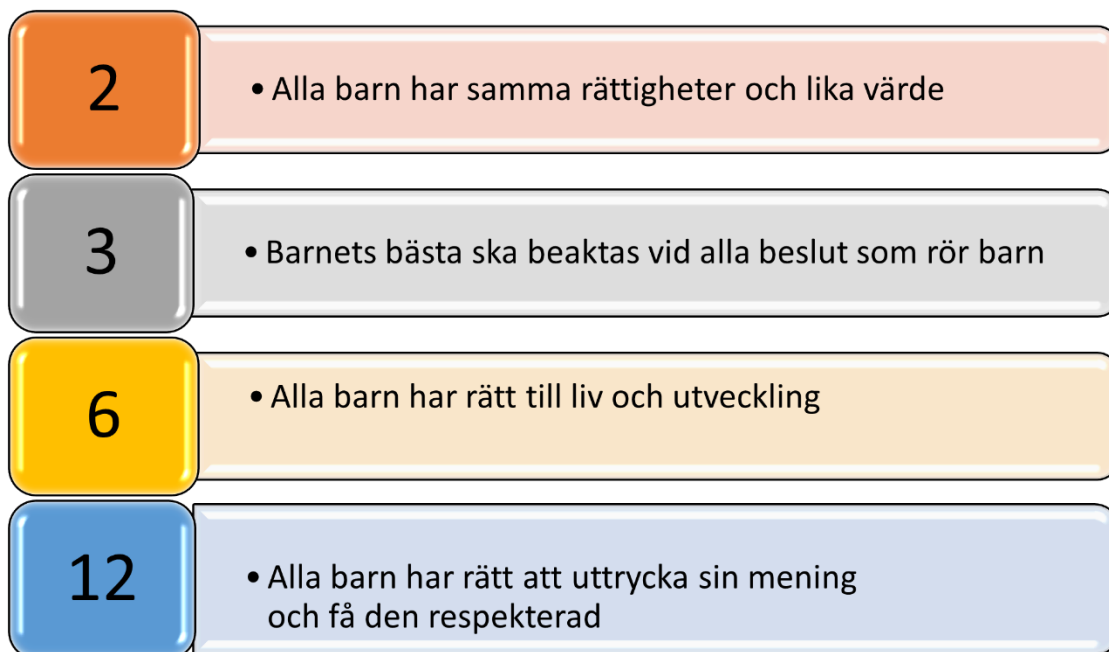 2
• Alla barn har samma rättigheter och lika värde
3
• Barnets bästa ska beaktas vid alla beslut som rör barn
6
• Alla barn har rätt till liv och utveckling
12
• Alla barn har rätt att uttrycka sin mening
och få den respekterad